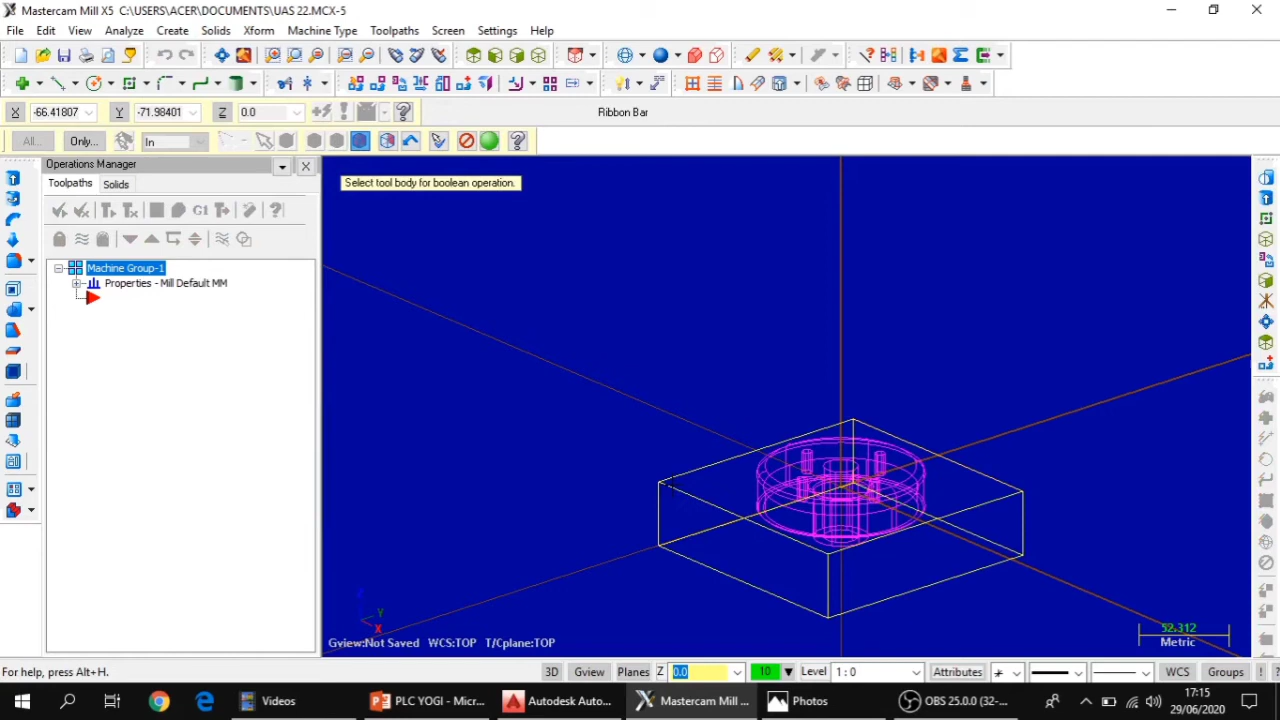 Mastercam Mill X5 C:\USERS\ACER\DOCUMENTS\UAS 22.MCX-5
File Edit View Analyze Create Solids Xform Machine Type Toolpaths Screen Settings Help
X -66.41807 Y -71.98401 Z 0.0 Ribbon Bar
All... Only... In
Operations Manager
Select tool body for boolean operation.
Toolpaths Solids
G1
Machine Group-1
Properties - Mill Default MM
Z
Y
X
Gview:Not Saved WCS:TOP T/Cplane:TOP
52.312
Metric
For help, press Alt+H.
3D Gview Planes Z 0.0 10 Level 1 : 0 Attributes WCS Groups ! ?
Videos
PLC YOGI - Micr...
Autodesk Auto...
Mastercam Mill ...
Photos
OBS 25.0.0 (32-...
17:15
29/06/2020